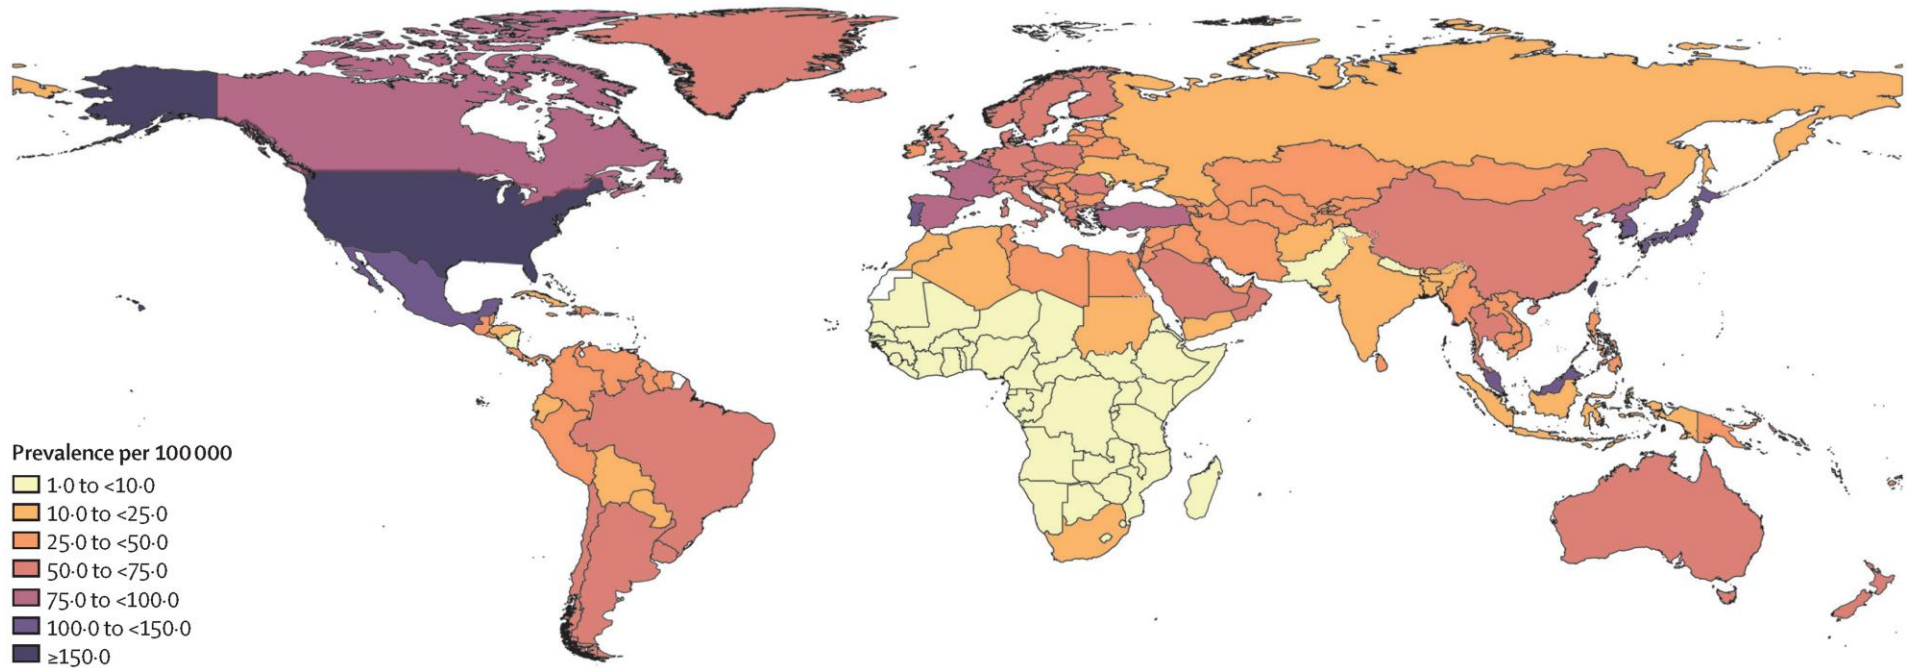 Prevalence per 100 000
1·0 to <10·0
10·0 to <25·0
25·0 to <50·0
50·0 to <75·0
75·0 to <100·0
100·0 to <150·0
≥150·0